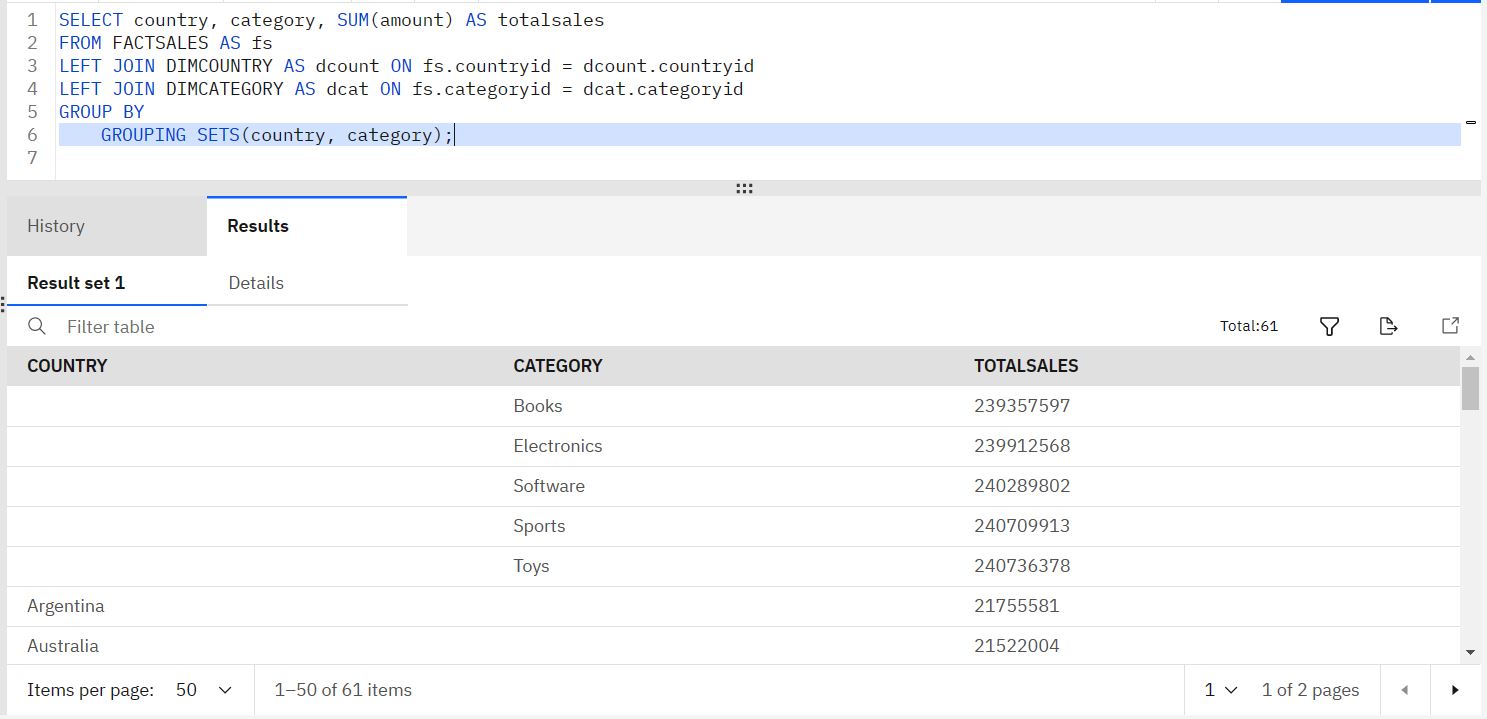 1 SELECT country, category, SUM(amount) AS totalsales
2 FROM FACTSALES AS fs
3 LEFT JOIN DIMCOUNTRY AS dcount ON fs.countryid = dcount.countryid
4 LEFT JOIN DIMCATEGORY AS dcat ON fs.categoryid = dcat.categoryid
5 GROUP BY
6 GROUPING SETS(country, category);
7
History Results
Result set 1 Details
Filter table Total:61
COUNTRY CATEGORY TOTALSALES
Books 239357597
Electronics 239912568
Software 240289802
Sports 240709913
Toys 240736378
Argentina 21755581
Australia 21522004
Items per page: 50 1–50 of 61 items 1 1 of 2 pages